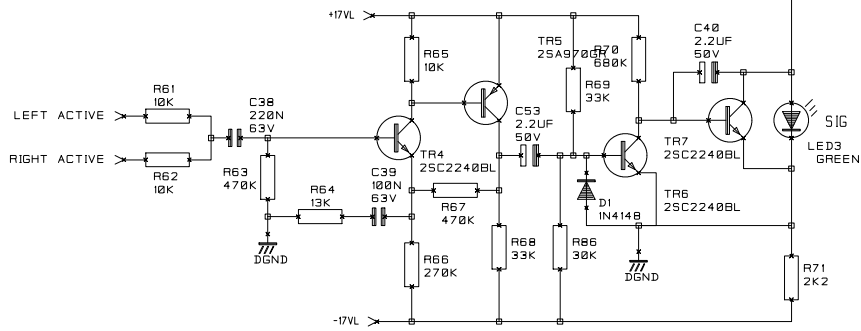 +17VL
R65
10K
TR5
2SA970GR
R70
680K
C40
2.2UF
50V
R61
10K
C38
220N
63V
R69
33K
C53
2.2UF
50V
LEFT ACTIVE
SIG
LED3
GREEN
TR7
2SC2240BL
RIGHT ACTIVE
R62
10K
R63
470K
TR4
2SC2240BL
C39
100N
63V
R64
13K
R67
470K
D1
1N4148
TR6
2SC2240BL
DGND
R66
270K
R68
33K
R86
30K
DGND
R71
2K2
-17VL